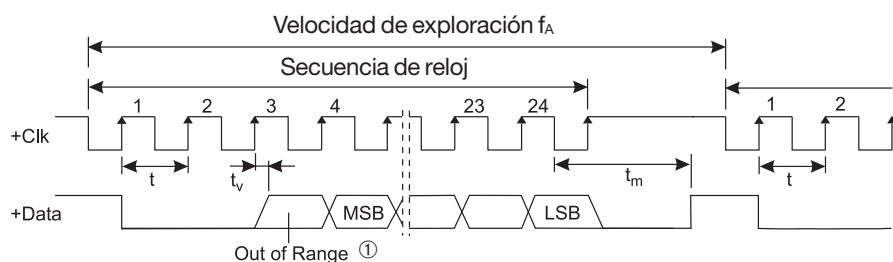 Velocidad de exploración fA
Secuencia de reloj
1 2 3 4 23 24 1 2
+Clk
t tv tm t
+Data MSB LSB
Out of Range ①